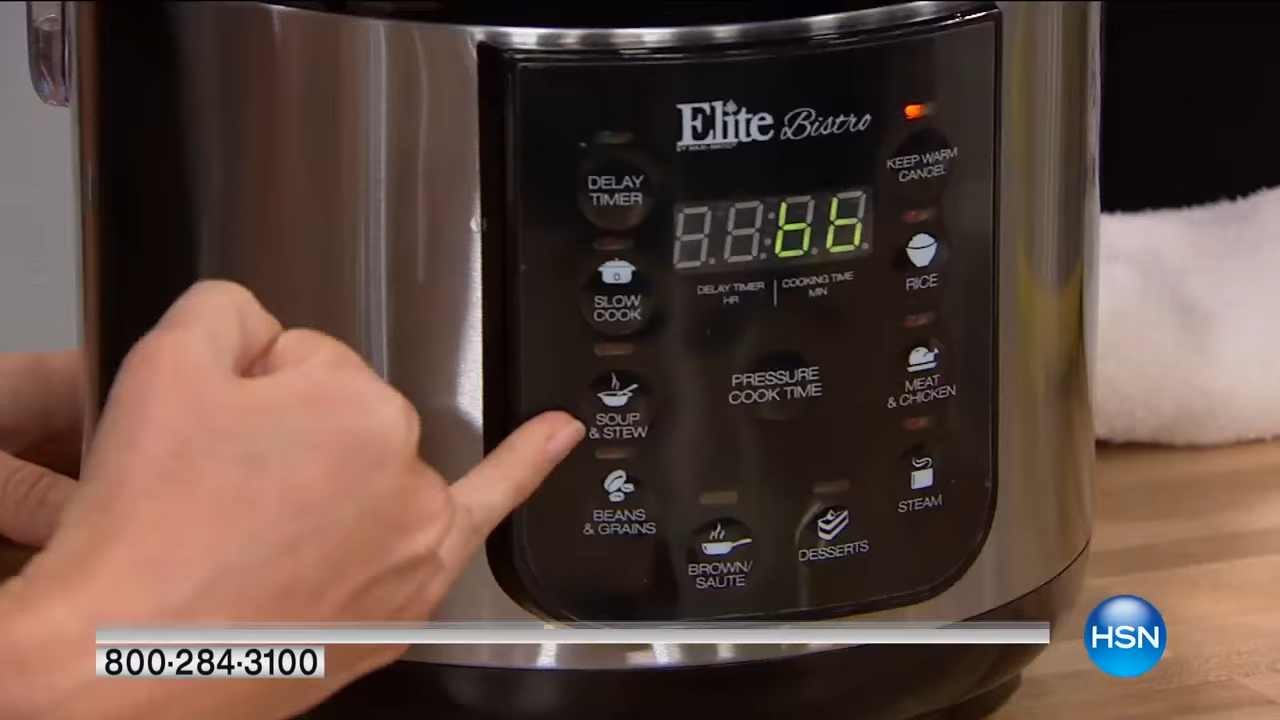 Elite Bistro
KEEP WARM
CANCEL
DELAY
TIMER
bb
RICE
DELAY TIMER
HR
COOKING TIME
MIN
SLOW
COOK
MEAT
& CHICKEN
PRESSURE
COOK TIME
SOUP
& STEW
STEAM
BEANS
& GRAINS
DESSERTS
BROWN/
SAUTE
HSN
800·284·3100